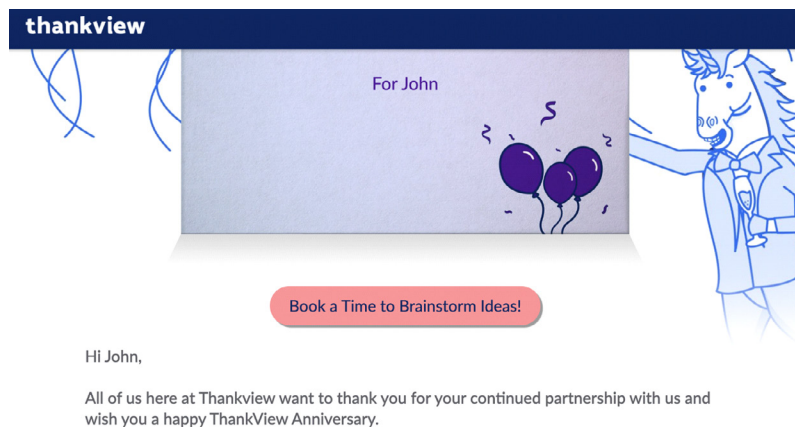 thankview
For John
Book a Time to Brainstorm Ideas!
Hi John,
All of us here at Thankview want to thank you for your continued partnership with us and
wish you a happy ThankView Anniversary.